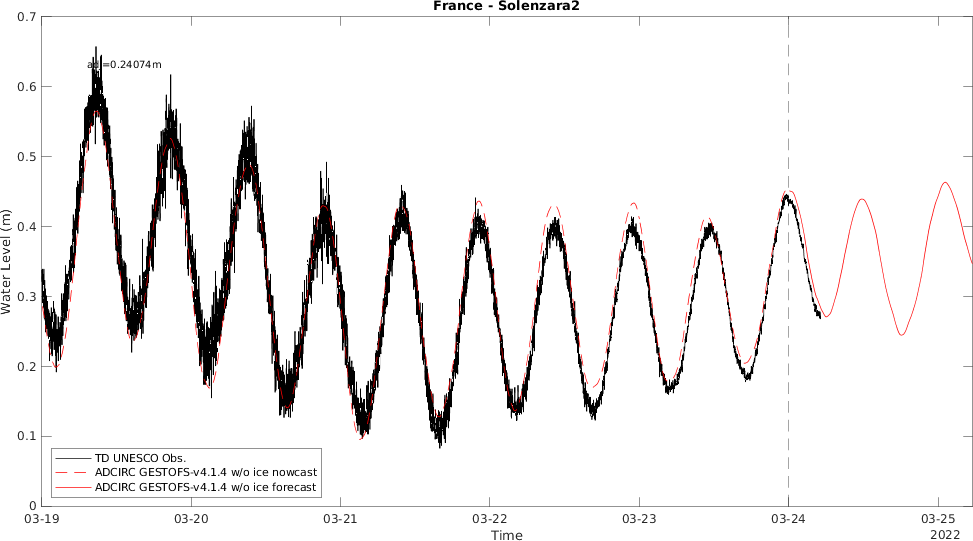 France - Solenzara2
0.7
0.6
0.5
0.4
0.3
0.2
0.1
0
Water Level (m)
=0.24074m
TD UNESCO Obs.
ADCIRC GESTOFS-v4.1.4 w/o ice nowcast
ADCIRC GESTOFS-v4.1.4 w/o ice forecast
03-19 03-20 03-21 03-22 03-23 03-24 03-25
Time
2022